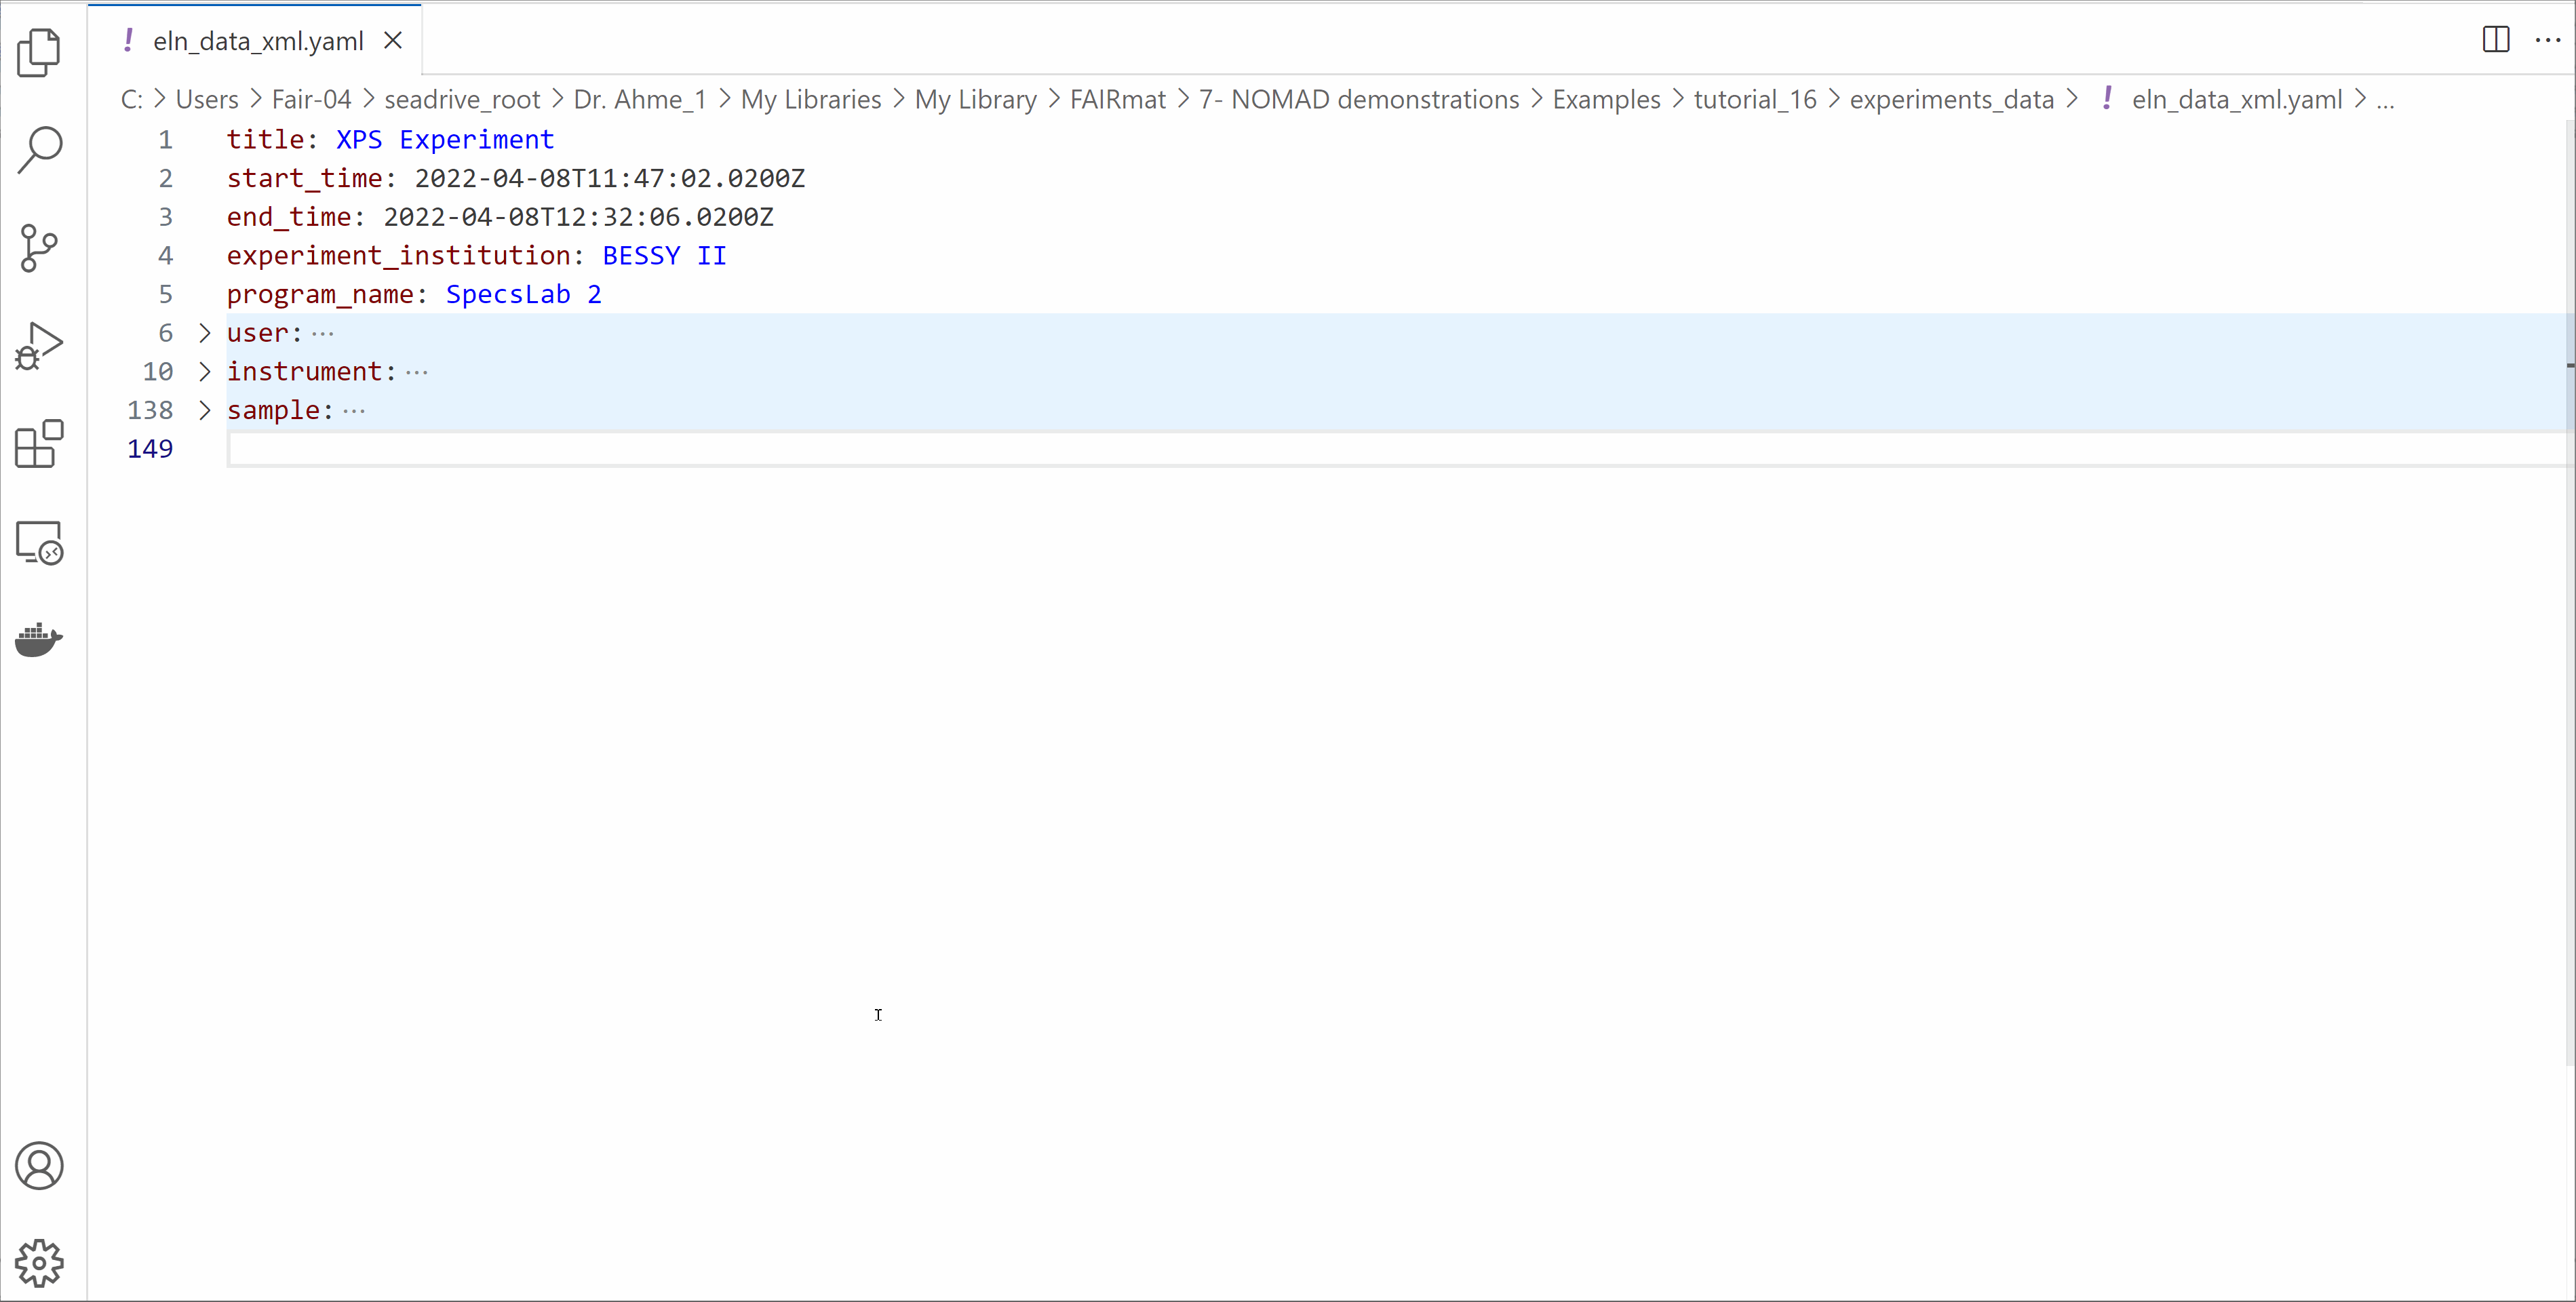 ! eln_data_xml.yaml
C: > Users > Fair-04 > seadrive_root > Dr. Ahme_1 > My Libraries > My Library > FAIRmat > 7- NOMAD demonstrations > Examples > tutorial_16 > experiments_data > ! eln_data_xml.yaml > ...
1 title: XPS Experiment
2 start_time: 2022-04-08T11:47:02.0200Z
3 end_time: 2022-04-08T12:32:06.0200Z
4 experiment_institution: BESSY II
5 program_name: SpecsLab 2
6 > user: ...
10 > instrument: ...
138 > sample: ...
149